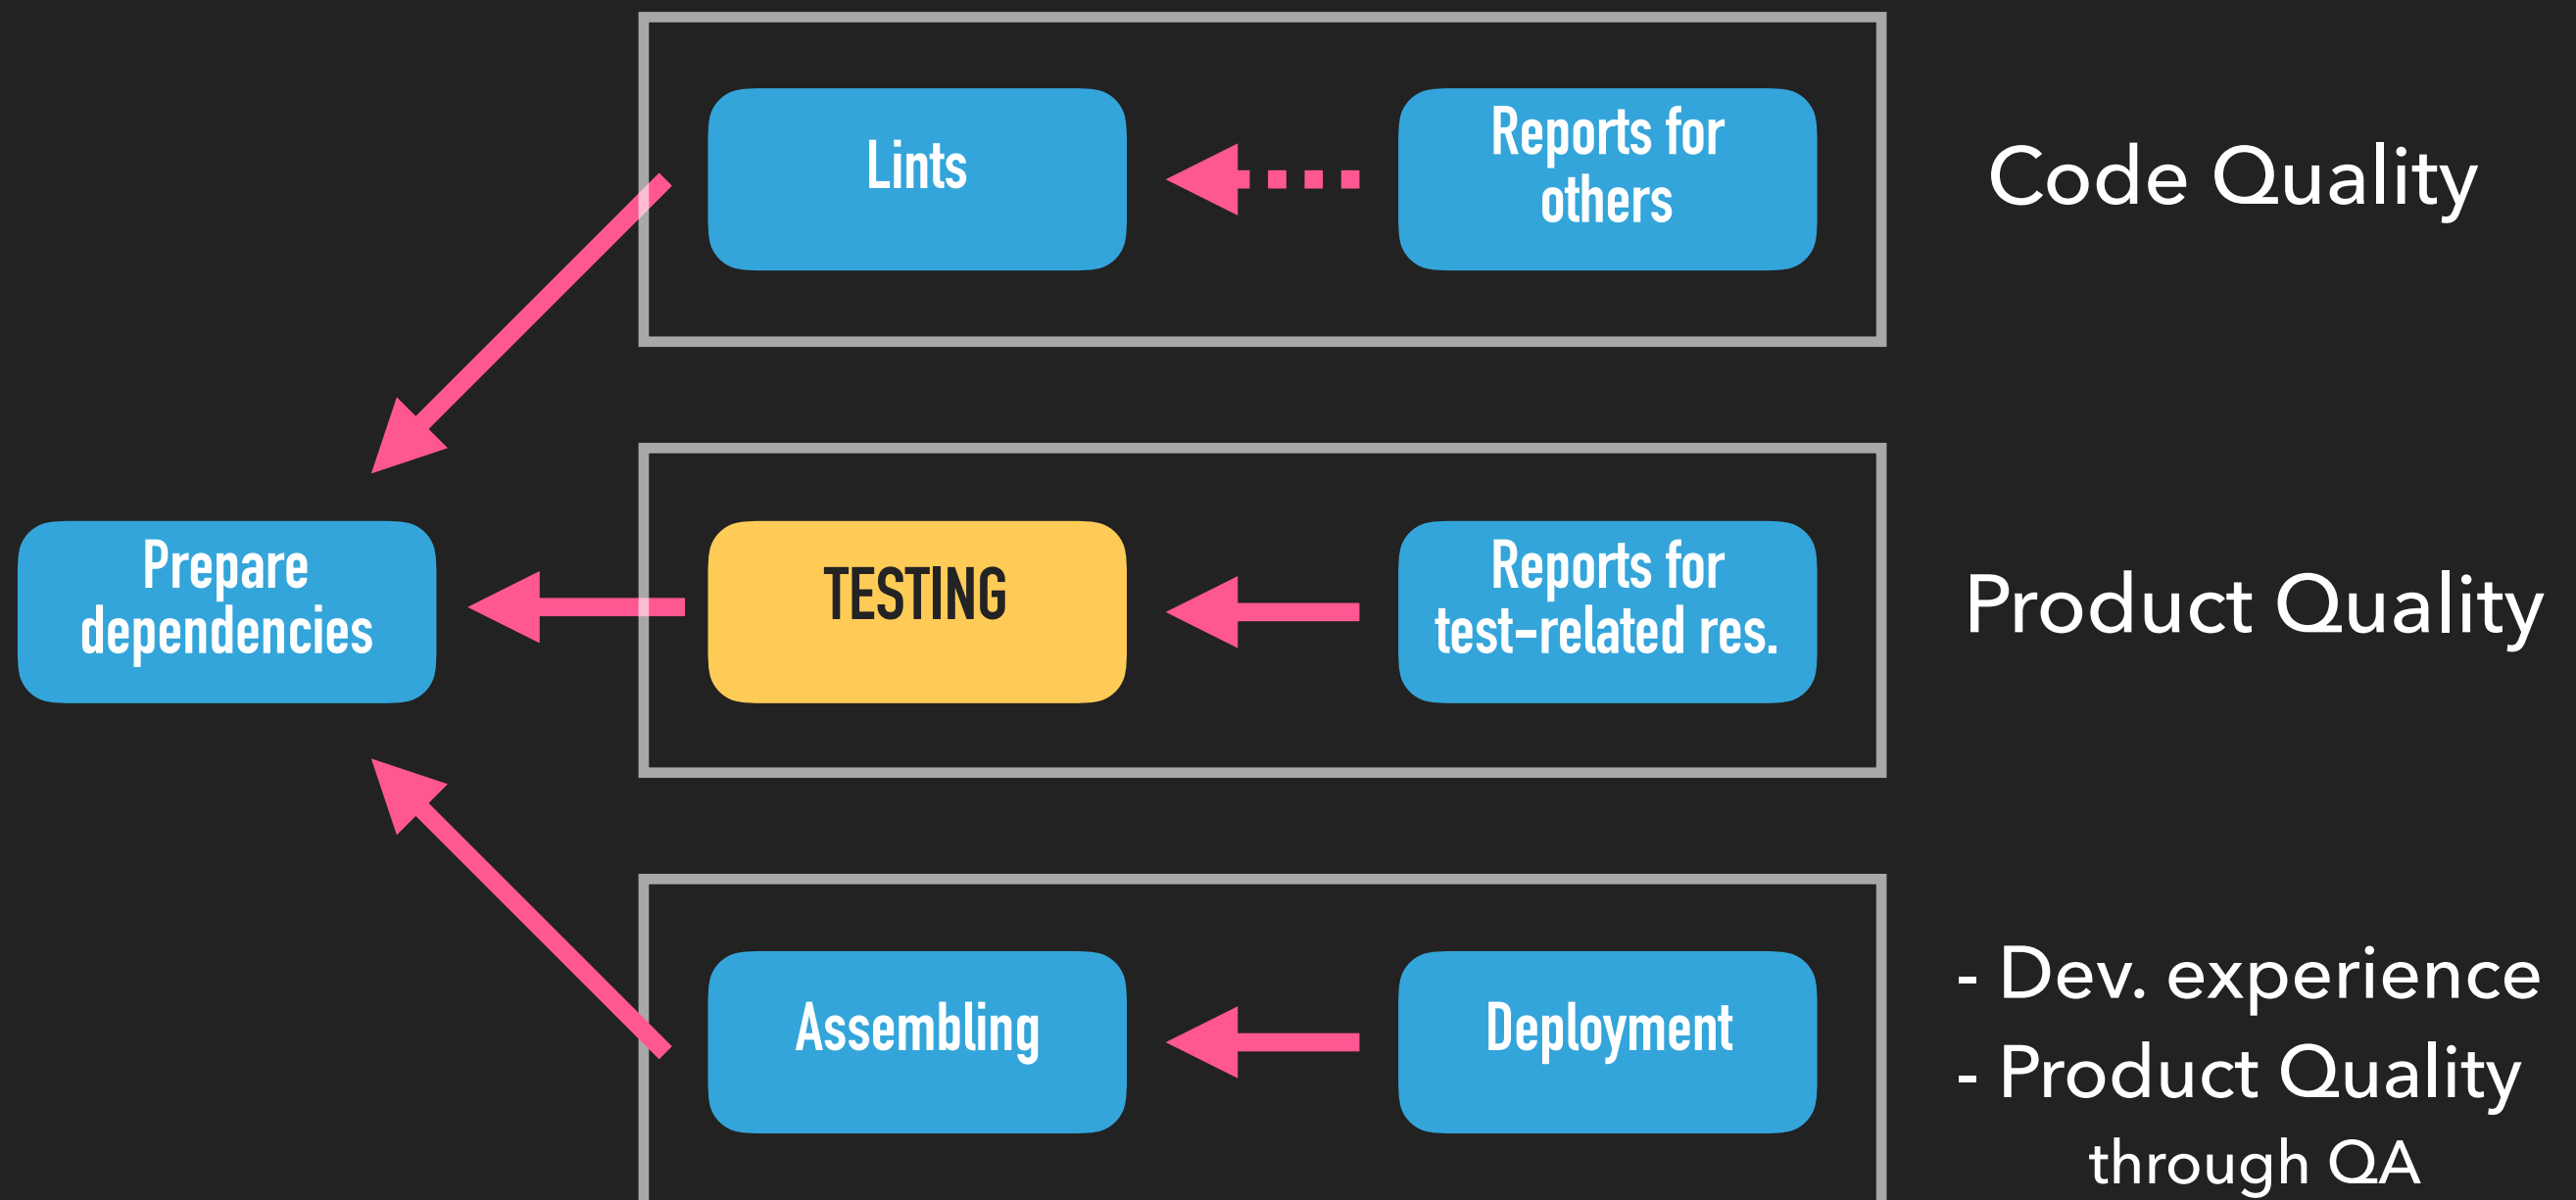 Lints
Reports for
others
Code Quality
Prepare
dependencies
TESTING
Reports for
test-related res.
Product Quality
Assembling
Deployment
- Dev. experience
- Product Quality
through QA